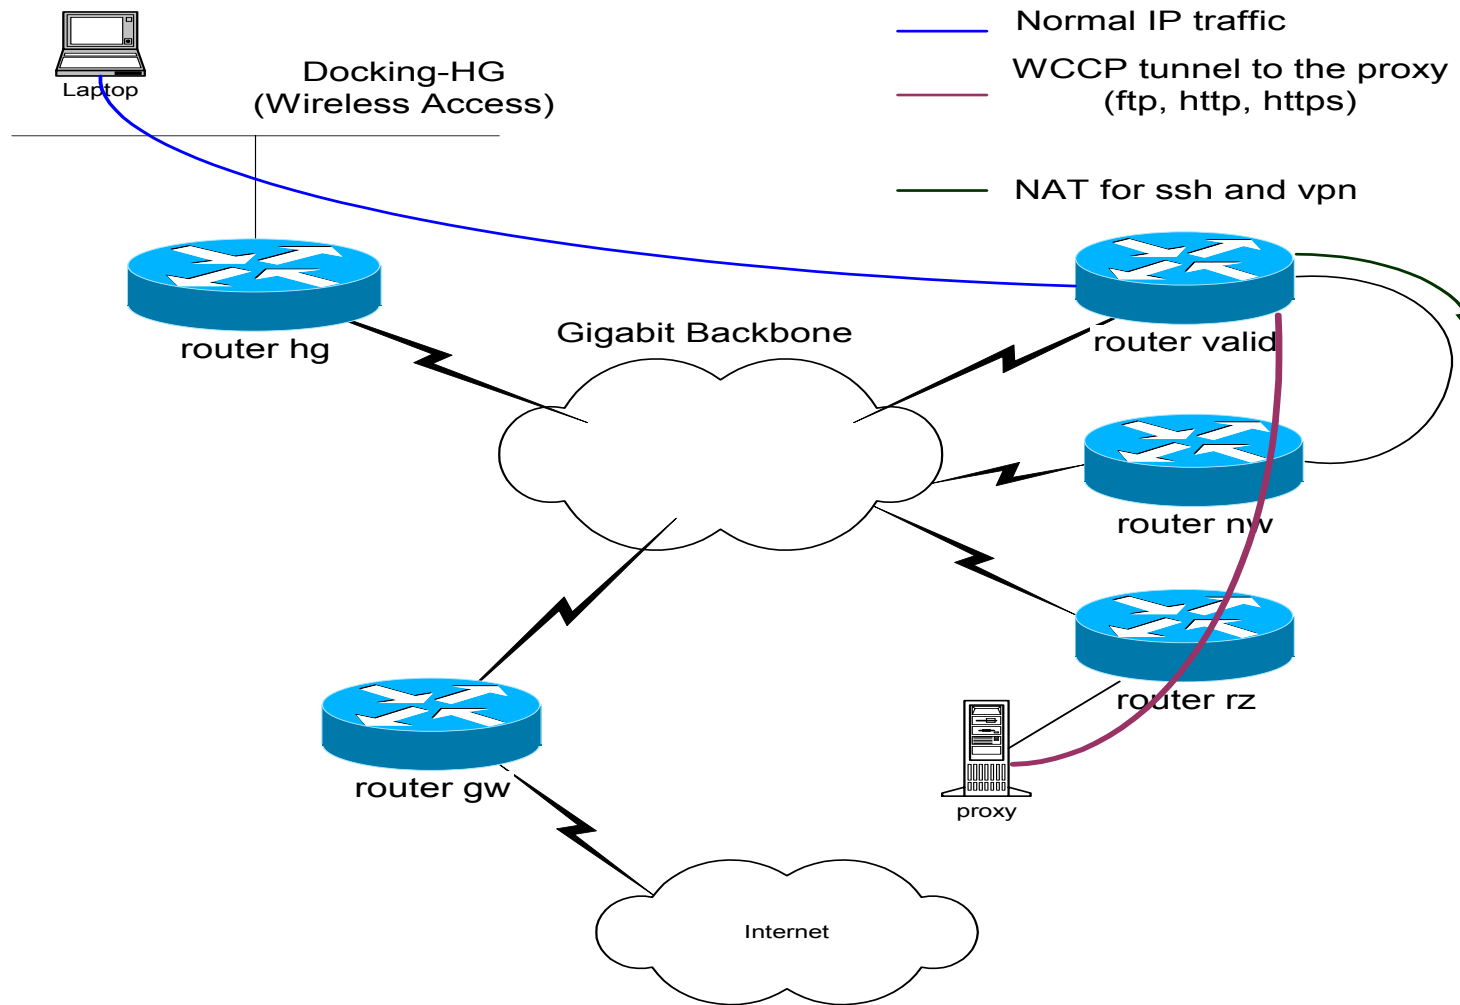 Normal IP traffic
WCCP tunnel to the proxy
(ftp, http, https)
NAT for ssh and vpn
Laptop
Docking-HG
(Wireless Access)
router hg
Gigabit Backbone
router valid
router nw
router rz
router gw
proxy
Internet